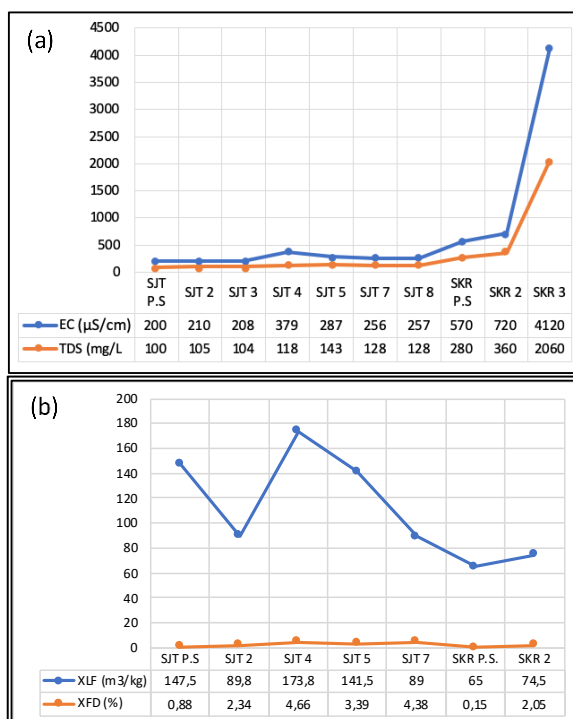 (a)
4500
4000
3500
3000
2500
2000
1500
1000
500
0
SJT P.S SJT 2 SJT 3 SJT 4 SJT 5 SJT 7 SJT 8 SKR P.S SKR 2 SKR 3
EC (µS/cm) 200 210 208 379 287 256 257 570 720 4120
TDS (mg/L 100 105 104 118 143 128 128 280 360 2060
(b)
200
180
160
140
120
100
80
60
40
20
0
SJT P.S SJT 2 SJT 4 SJT 5 SJT 7 SKR P.S. SKR 2
XLF (m3/kg) 147,5 89,8 173,8 141,5 89 65 74,5
XFD (%) 0,88 2,34 4,66 3,39 4,38 0,15 2,05